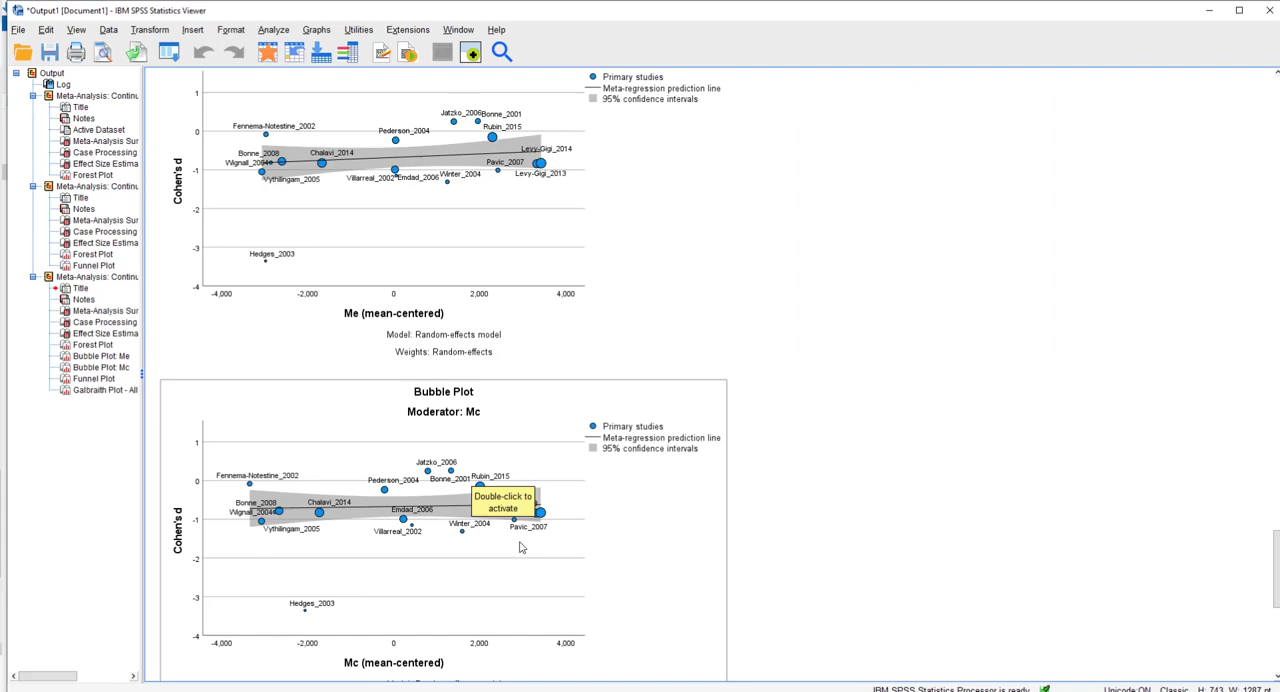 *Output1 [Document1] - IBM SPSS Statistics Viewer
File Edit View Data Transform Insert Format Analyze Graphs Utilities Extensions Window Help
Output
Log
Meta-Analysis: Continu
Title
Notes
Active Dataset
Meta-Analysis Sum
Case Processing
Effect Size Estima
Forest Plot
Meta-Analysis: Continu
Title
Notes
Meta-Analysis Sum
Case Processing
Effect Size Estima
Forest Plot
Funnel Plot
Meta-Analysis: Continu
Title
Notes
Meta-Analysis Sum
Case Processing
Effect Size Estima
Forest Plot
Bubble Plot: Me
Bubble Plot: Mc
Funnel Plot
Galbraith Plot - All
Primary studies
Meta-regression prediction line
95% confidence intervals
Cohen's d
1
0
-1
-2
-3
-4
Jatzko_2006 Bonne_2001
Fennema-Notestine_2002 Pederson_2004 Rubin_2015
Bonne_2008 Chalavi_2014 Levy-Gigi_2014
Wignall_2004 Pavic_2007
Vythilingam_2005 Villarreal_2002 Emdad_2006 Winter_2004 Levy-Gigi_2013
Hedges_2003
-4,000 -2,000 0 2,000 4,000
Me (mean-centered)
Model: Random-effects model
Weights: Random-effects
Bubble Plot
Moderator: Mc
Primary studies
Meta-regression prediction line
95% confidence intervals
Cohen's d
1
0
-1
-2
-3
-4
Jatzko_2006
Fennema-Notestine_2002 Pederson_2004 Bonne_2001 Rubin_2015
Double-click to
activate
Bonne_2008 Chalavi_2014
Wignall_2004 Emdad_2006
Vythilingam_2005 Villarreal_2002 Winter_2004 Pavic_2007
Hedges_2003
-4,000 -2,000 0 2,000 4,000
Mc (mean-centered)
IBM SPSS Statistics Processor is ready Unicode:ON Classic H: 743, W: 1287 pt.